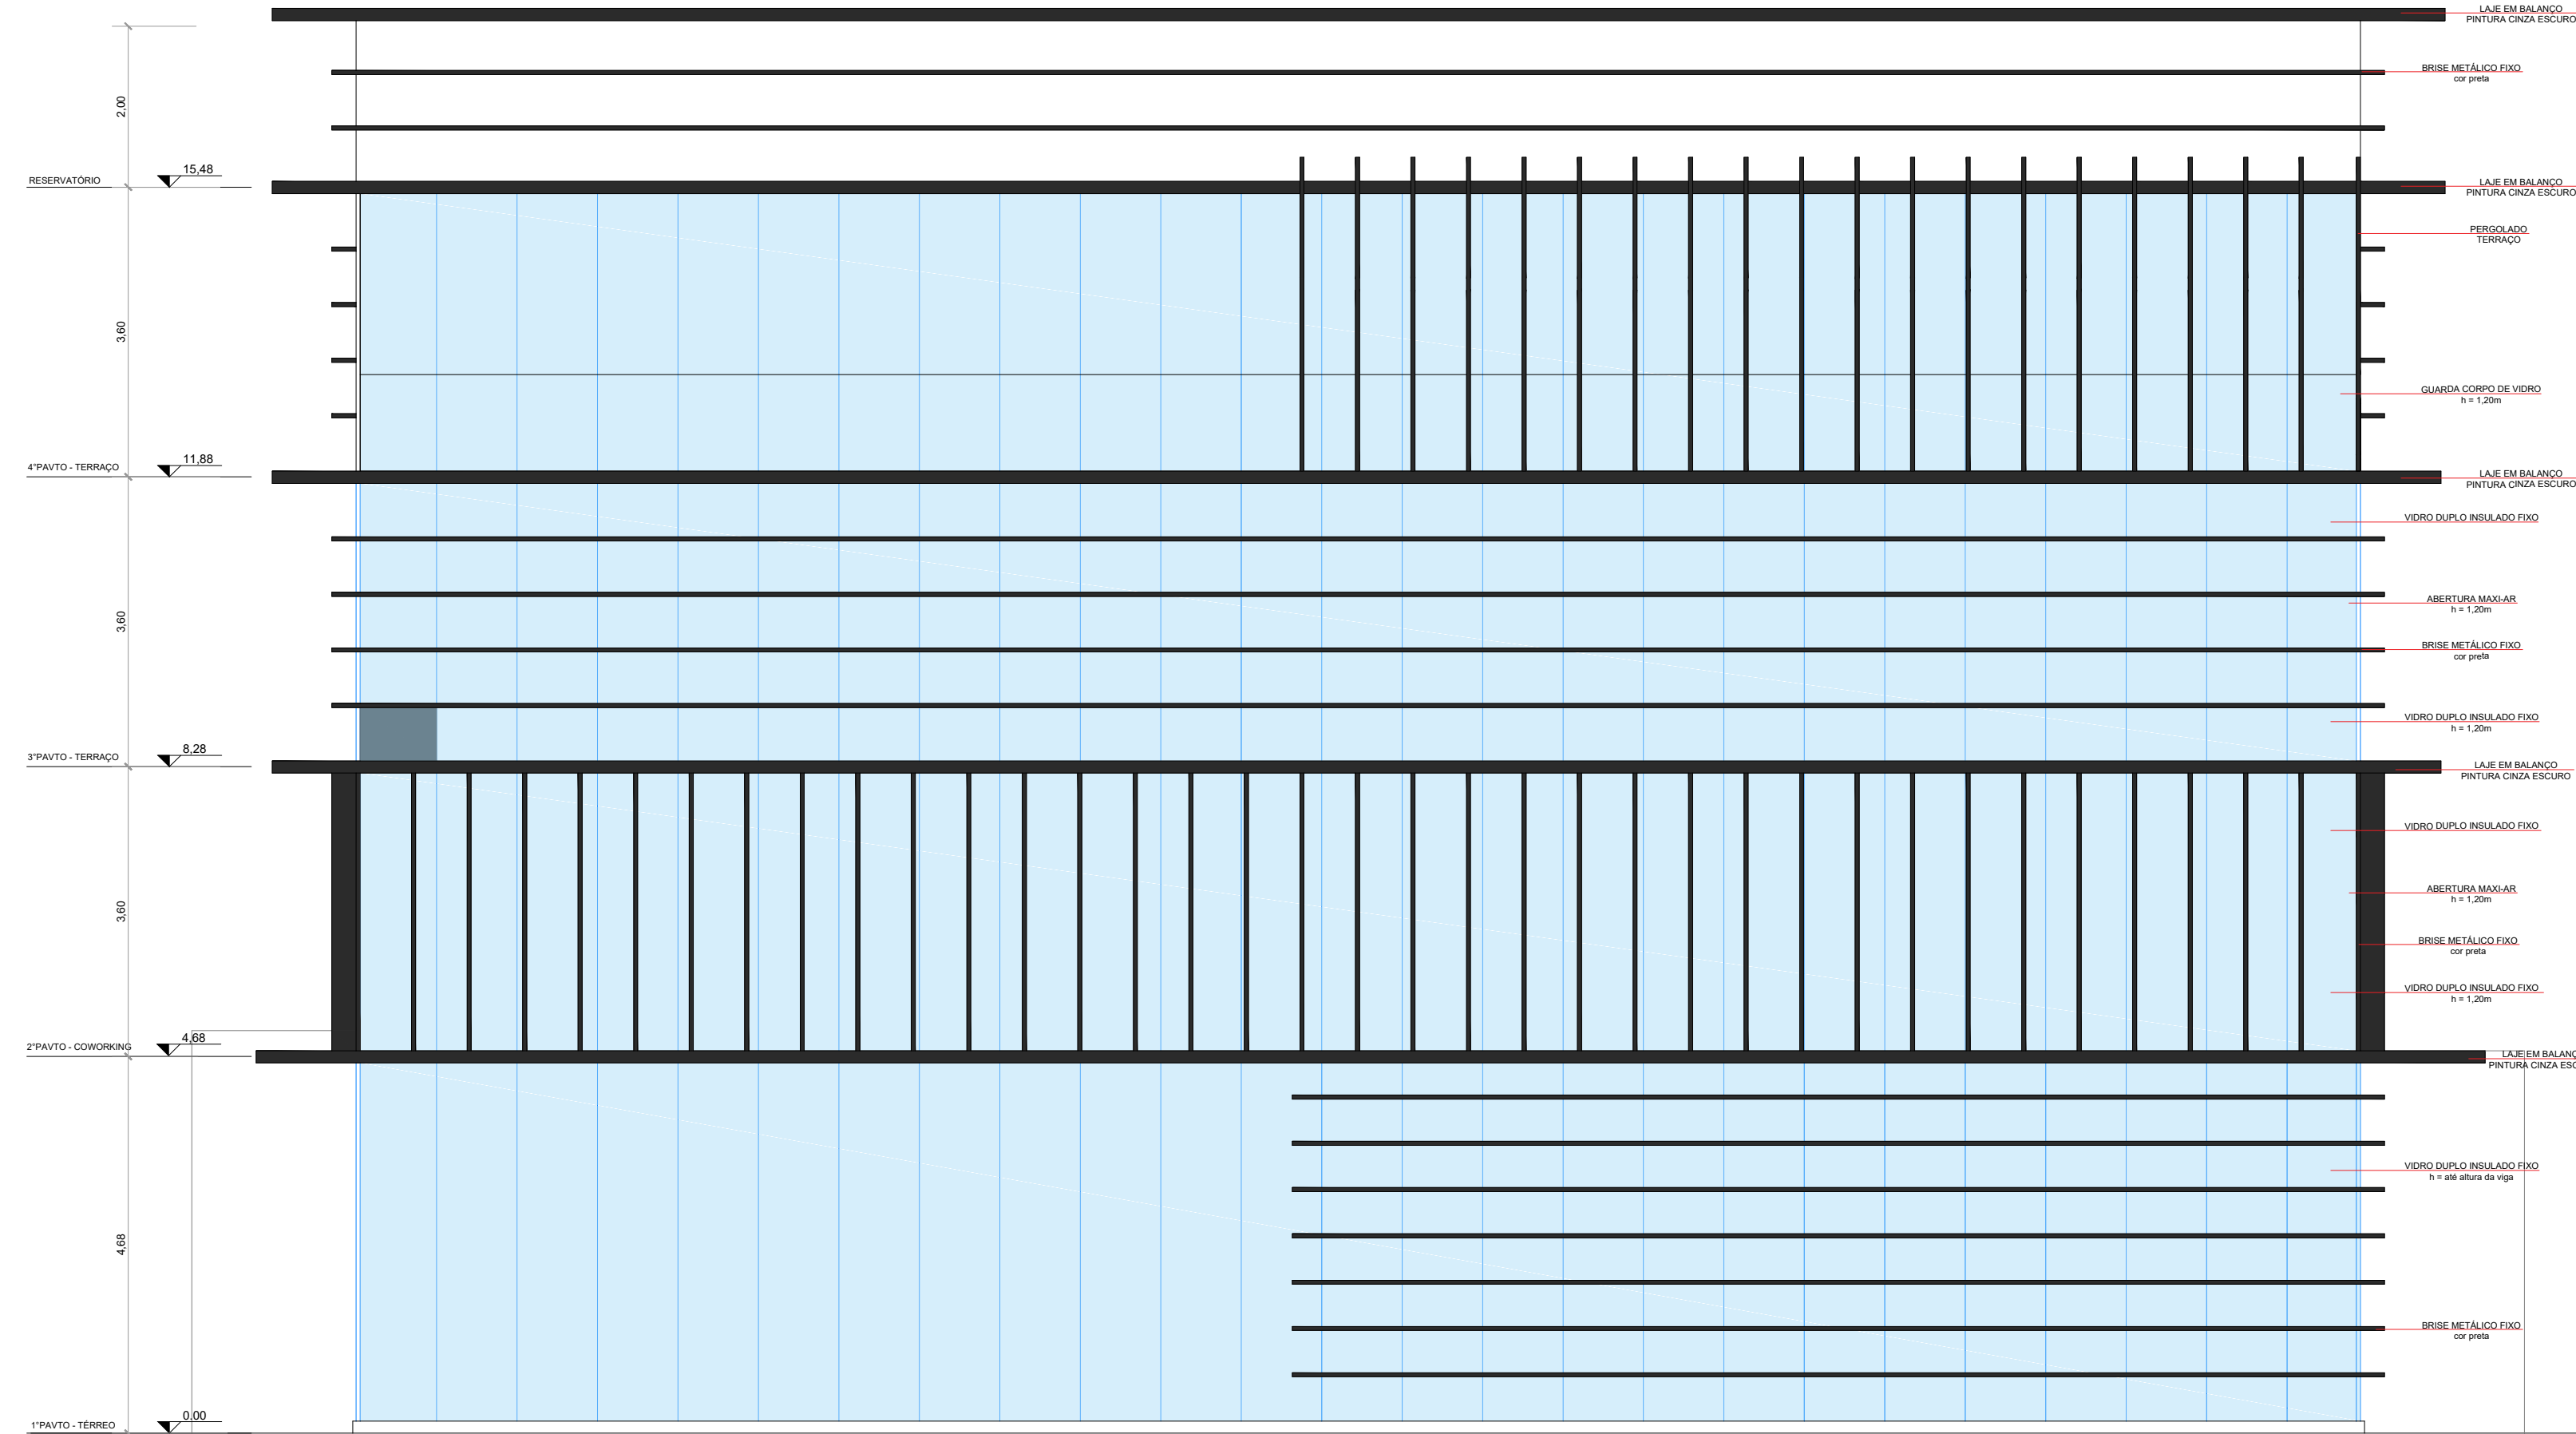 LAJE EM BALANÇO
PINTURA CINZA ESCURO
BRISE METÁLICO FIXO
cor preta
2,00
15,48
RESERVATÓRIO
LAJE EM BALANÇO
PINTURA CINZA ESCURO
PERGOLADO
TERRAÇO
3,60
GUARDA CORPO DE VIDRO
h = 1,20m
11,88
4°PAVTO - TERRAÇO
LAJE EM BALANÇO
PINTURA CINZA ESCURO
VIDRO DUPLO INSULADO FIXO
ABERTURA MAXI-AR
h = 1,20m
3,60
BRISE METÁLICO FIXO
cor preta
VIDRO DUPLO INSULADO FIXO
h = 1,20m
8,28
3°PAVTO - TERRAÇO
LAJE EM BALANÇO
PINTURA CINZA ESCURO
VIDRO DUPLO INSULADO FIXO
ABERTURA MAXI-AR
h = 1,20m
3,60
BRISE METÁLICO FIXO
cor preta
VIDRO DUPLO INSULADO FIXO
h = 1,20m
4,68
2°PAVTO - COWORKING
LAJE EM BALANÇ
PINTURA CINZA ESC
VIDRO DUPLO INSULADO FIXO
h = até altura da viga
4,68
BRISE METÁLICO FIXO
cor preta
0.00
1°PAVTO - TÉRREO